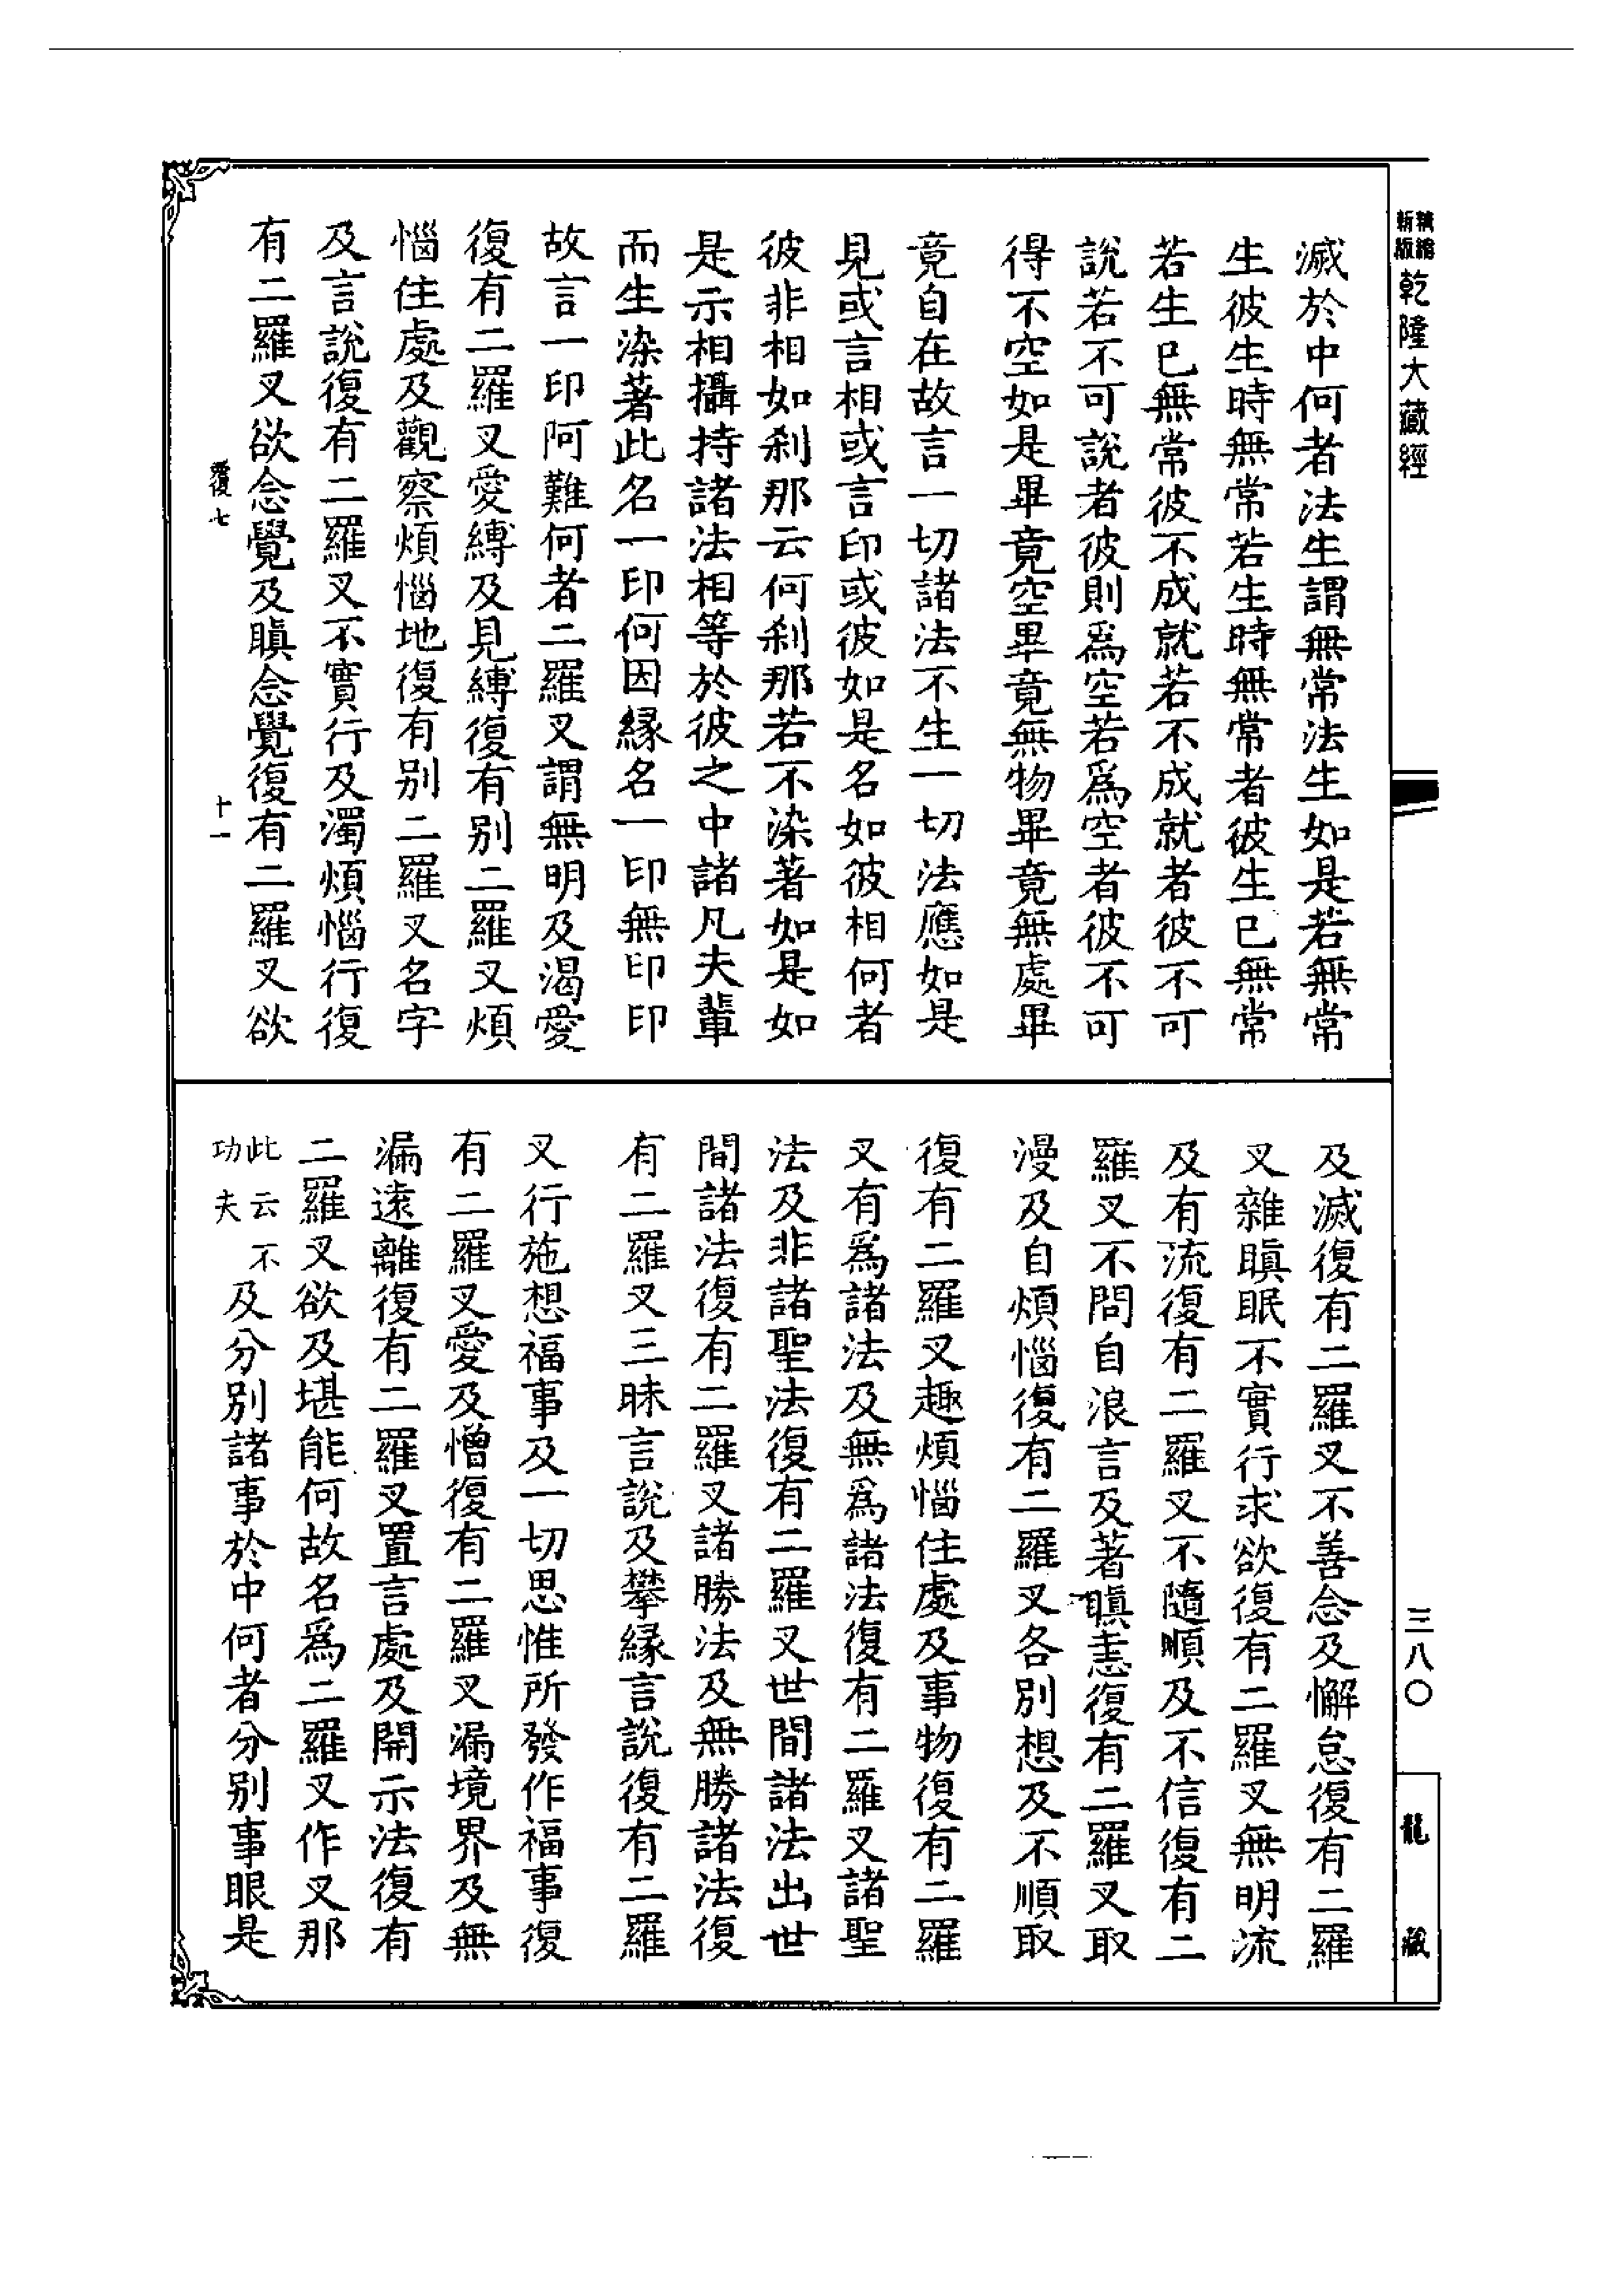 精縮
新版
乾隆大藏經
滅於中何者法生謂無常法生如是若無常
生彼生時無常若生時無常者彼生已無常
若生已無常彼不成就若不成就者彼不可
說若不可說者彼則爲空若爲空者彼不可
得不空如是畢竟空畢竟無物畢竟無處畢
竟自在故言一切諸法不生一切法應如是
見或言相或言印或彼如是名如彼相何者
彼非相如刹那云何刹那若不染著如是如
是示相攝持諸法相等於彼之中諸凡夫輩
而生染著此名一印何因緣名一印無印印
故言一印阿難何者二羅叉謂無明及渴愛
復有二羅叉愛縛及見縛復有别二羅叉煩
惱住處及觀察煩惱地復有别二羅叉名字
及言說復有二羅叉不實行及濁煩惱行復
有二羅叉欲念覺及瞋念覺復有二羅叉欲
覆七
十一
及滅復有二羅叉不善念及懈怠復有二羅
叉雜瞋眠不實行求欲復有二羅叉無明流
及有流復有二羅叉不隨順及不信復有二
羅叉不問自浪言及著瞋恚復有二羅叉取
漫及自煩惱復有二羅叉各別想及不順取
復有二羅叉趣煩惱住處及事物復有二羅
叉有爲諸法及無爲諸法復有二羅叉諸聖
法及非諸聖法復有二羅叉世間諸法出世
間諸法復有二羅叉諸勝法及無勝諸法復
有二羅叉三昧言說及攀緣言說復有二羅
叉行施想福事及一切思惟所發作福事復
有二羅叉愛及憎復有二羅叉漏境界及無
漏遠離復有二羅叉置言處及開示法復有
二羅叉欲及堪能何故名爲二羅叉作叉那
此云不
功夫
及分別諸事於中何者分别事眼是
三八〇
龍藏